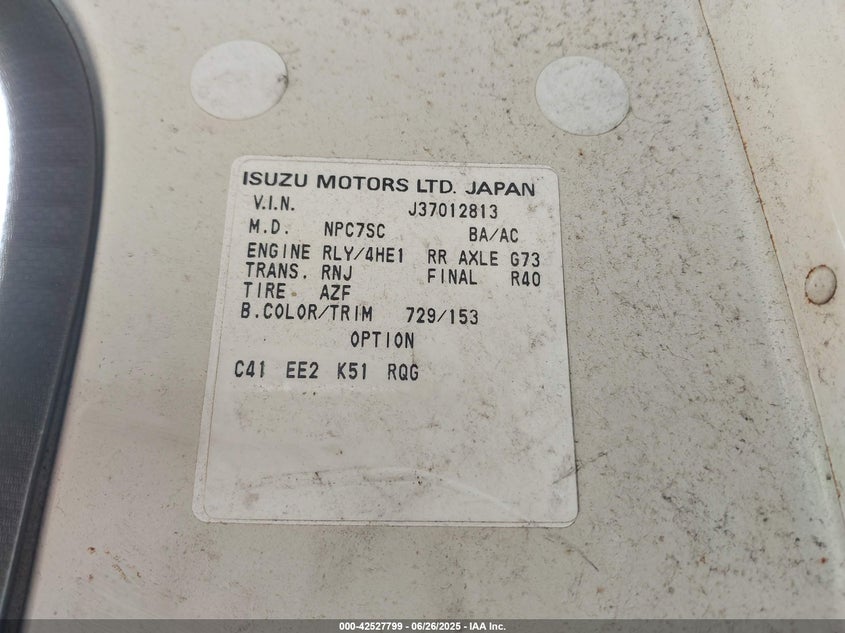 ISUZU MOTORS LTD. JAPAN
V.I.N. J37012813
M.D. NPC7SC BA/AC
ENGINE RLY/4HE1 RR AXLE G73
TRANS. RNJ FINAL R40
TIRE AZF
B.COLOR/TRIM 729/153
OPTION
C41 EE2 K51 RQG
000-42527799 - 06/26/2025 - IAA Inc.